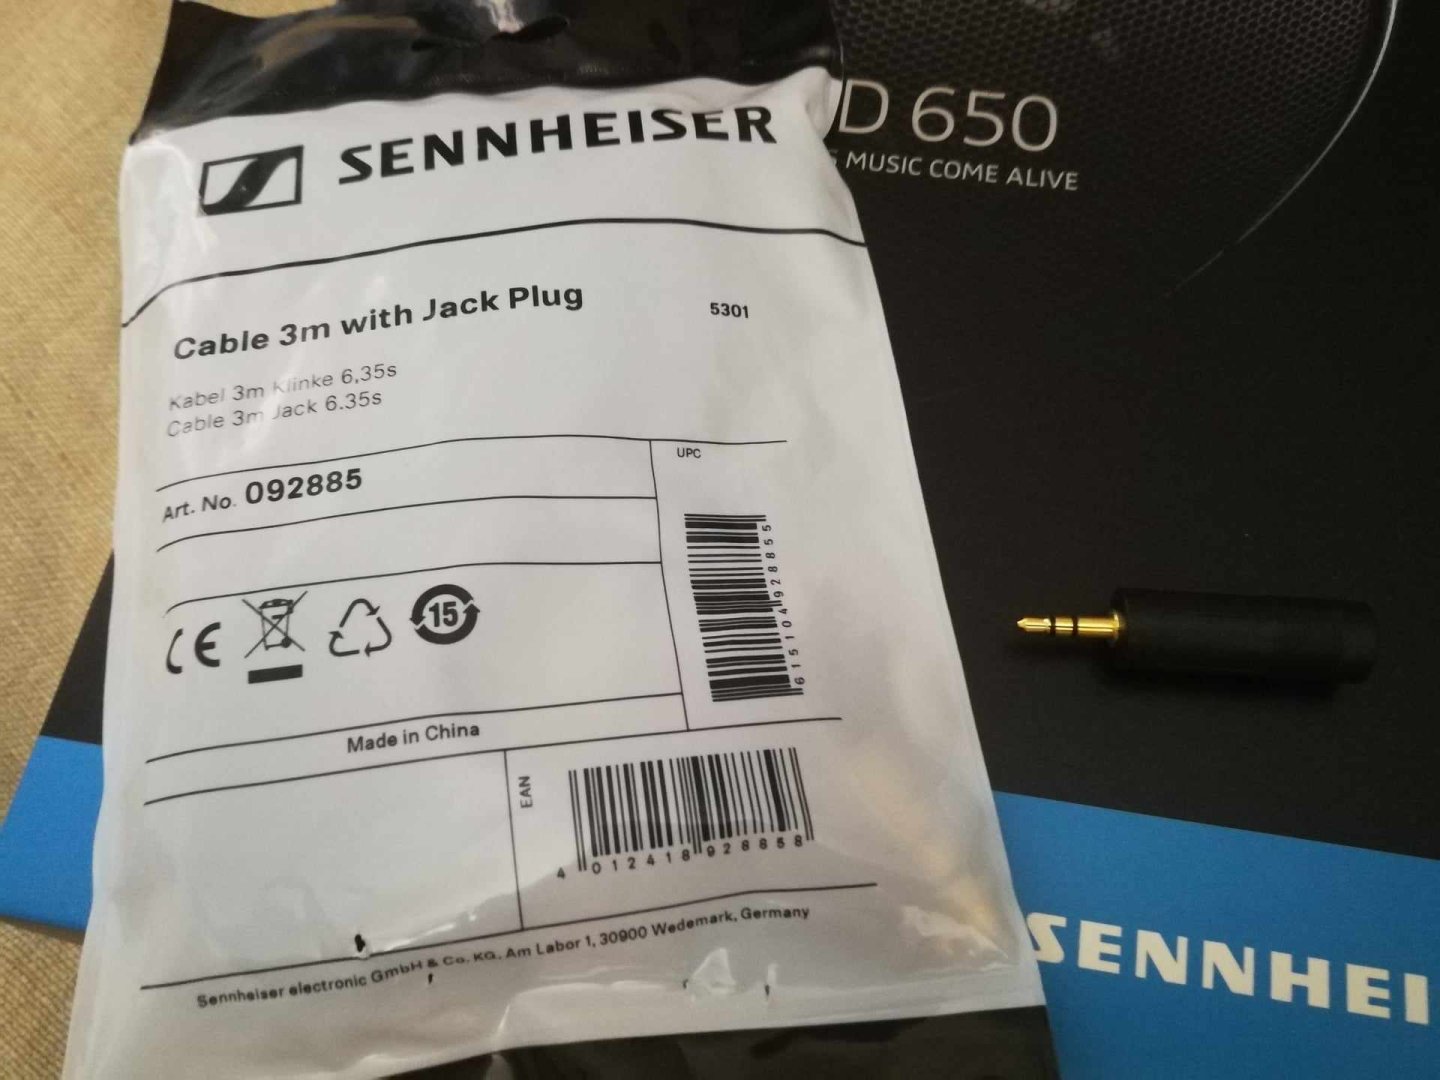 SENNHEISER
D 650
S MUSIC COME ALIVE
Cable 3m with Jack Plug
5301
Kabel 3m Klinke 6,35s
Cable 3m Jack 6.35s
Art. No. 092885
UPC
615104928855
CE
15
Made in China
EAN
4 012418 928858
Sennheiser electronic GmbH & Co. KG, Am Labor 1, 30900 Wedemark, Germany
SENNHEI